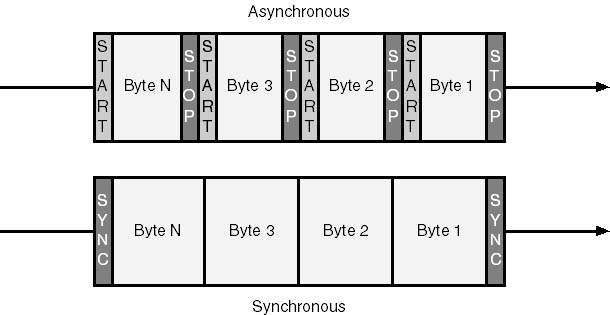 Asynchronous
START Byte N STOP START Byte 3 STOP START Byte 2 STOP START Byte 1 STOP
SYNC Byte N Byte 3 Byte 2 Byte 1 SYNC
Synchronous